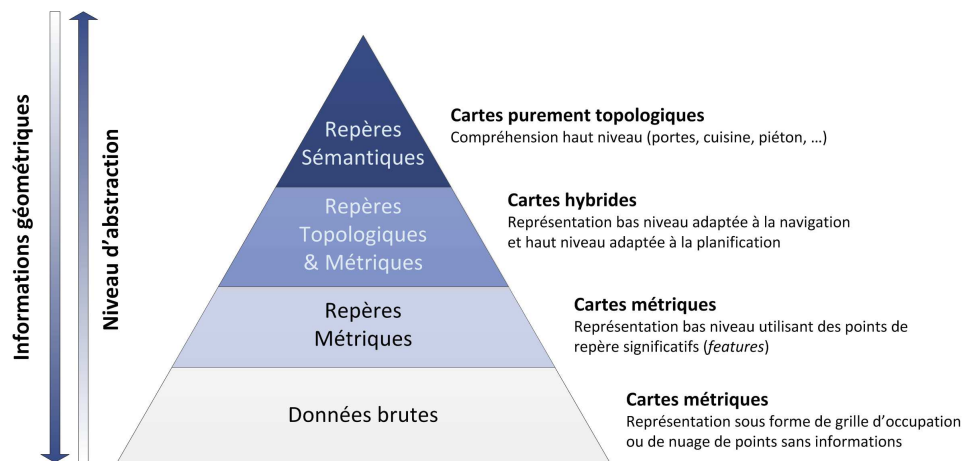 Informations géométriques
Niveau d'abstraction
Repères
Sémantiques
Cartes purement topologiques
Compréhension haut niveau (portes, cuisine, piéton, …)
Repères
Topologiques
& Métriques
Cartes hybrides
Représentation bas niveau adaptée à la navigation
et haut niveau adaptée à la planification
Repères
Métriques
Cartes métriques
Représentation bas niveau utilisant des points de
repère significatifs (features)
Données brutes
Cartes métriques
Représentation sous forme de grille d'occupation
ou de nuage de points sans informations